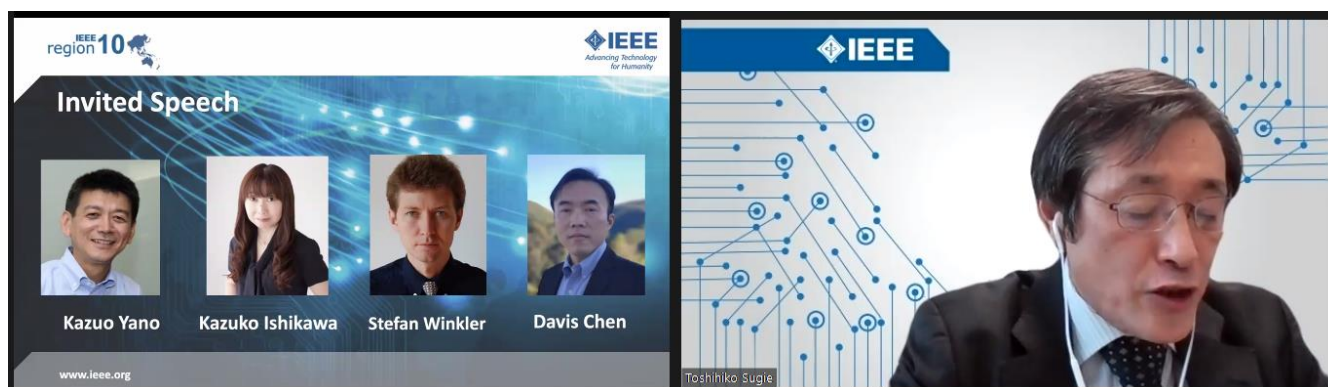 IEEE
region 10
IEEE
Advancing Technology
for Humanity
Invited Speech
Kazuo Yano
Kazuko Ishikawa
Stefan Winkler
Davis Chen
www.ieee.org
IEEE
Toshihiko Sugie